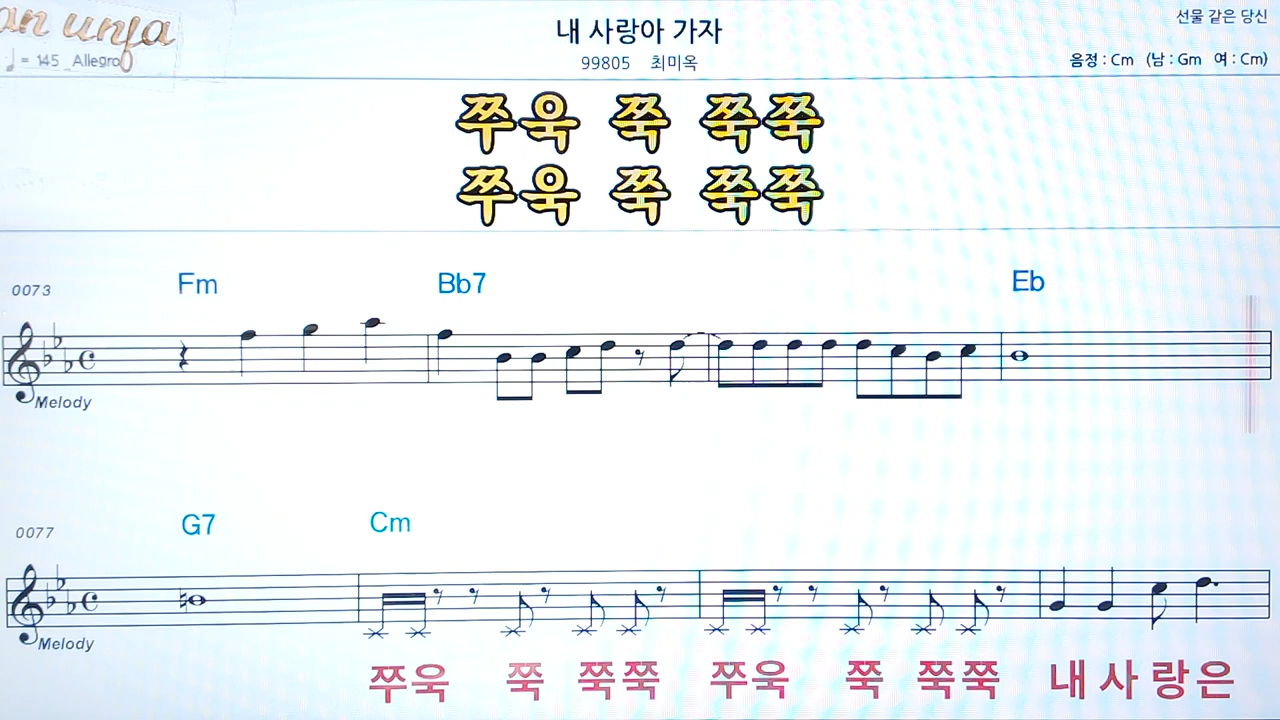 내 사랑아 가자
선물 같은 당신
♩ = 145 Allegro
99805 최미옥
음정 : Cm (남 : Gm 여 : Cm)
쭈욱 쭉 쭉쭉
쭈욱 쭉 쭉쭉
0073 Fm Bb7 Eb
Melody
0077 G7 Cm
Melody
쭈욱 쭉 쭉쭉 쭈욱 쭉 쭉쭉 내 사 랑은